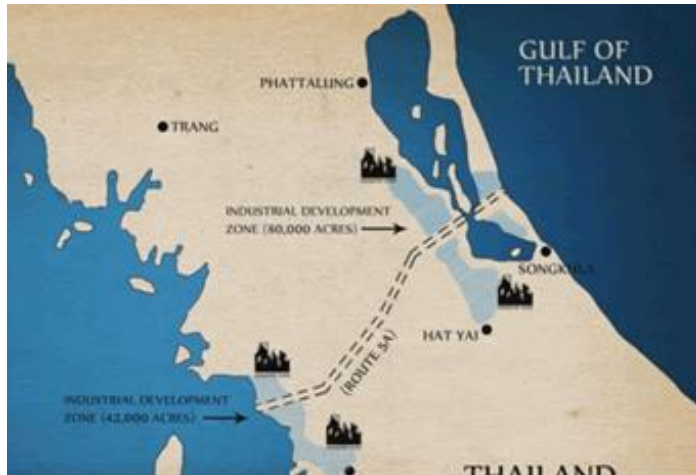 GULF OF
THAILAND
PHATTALUNG
TRANG
INDUSTRIAL DEVELOPMENT
ZONE (80,000 ACRES)
SONGKHLA
HAT YAI
(ROUTE 5A)
INDUSTRIAL DEVELOPMENT
ZONE (42,000 ACRES)
THAILAND